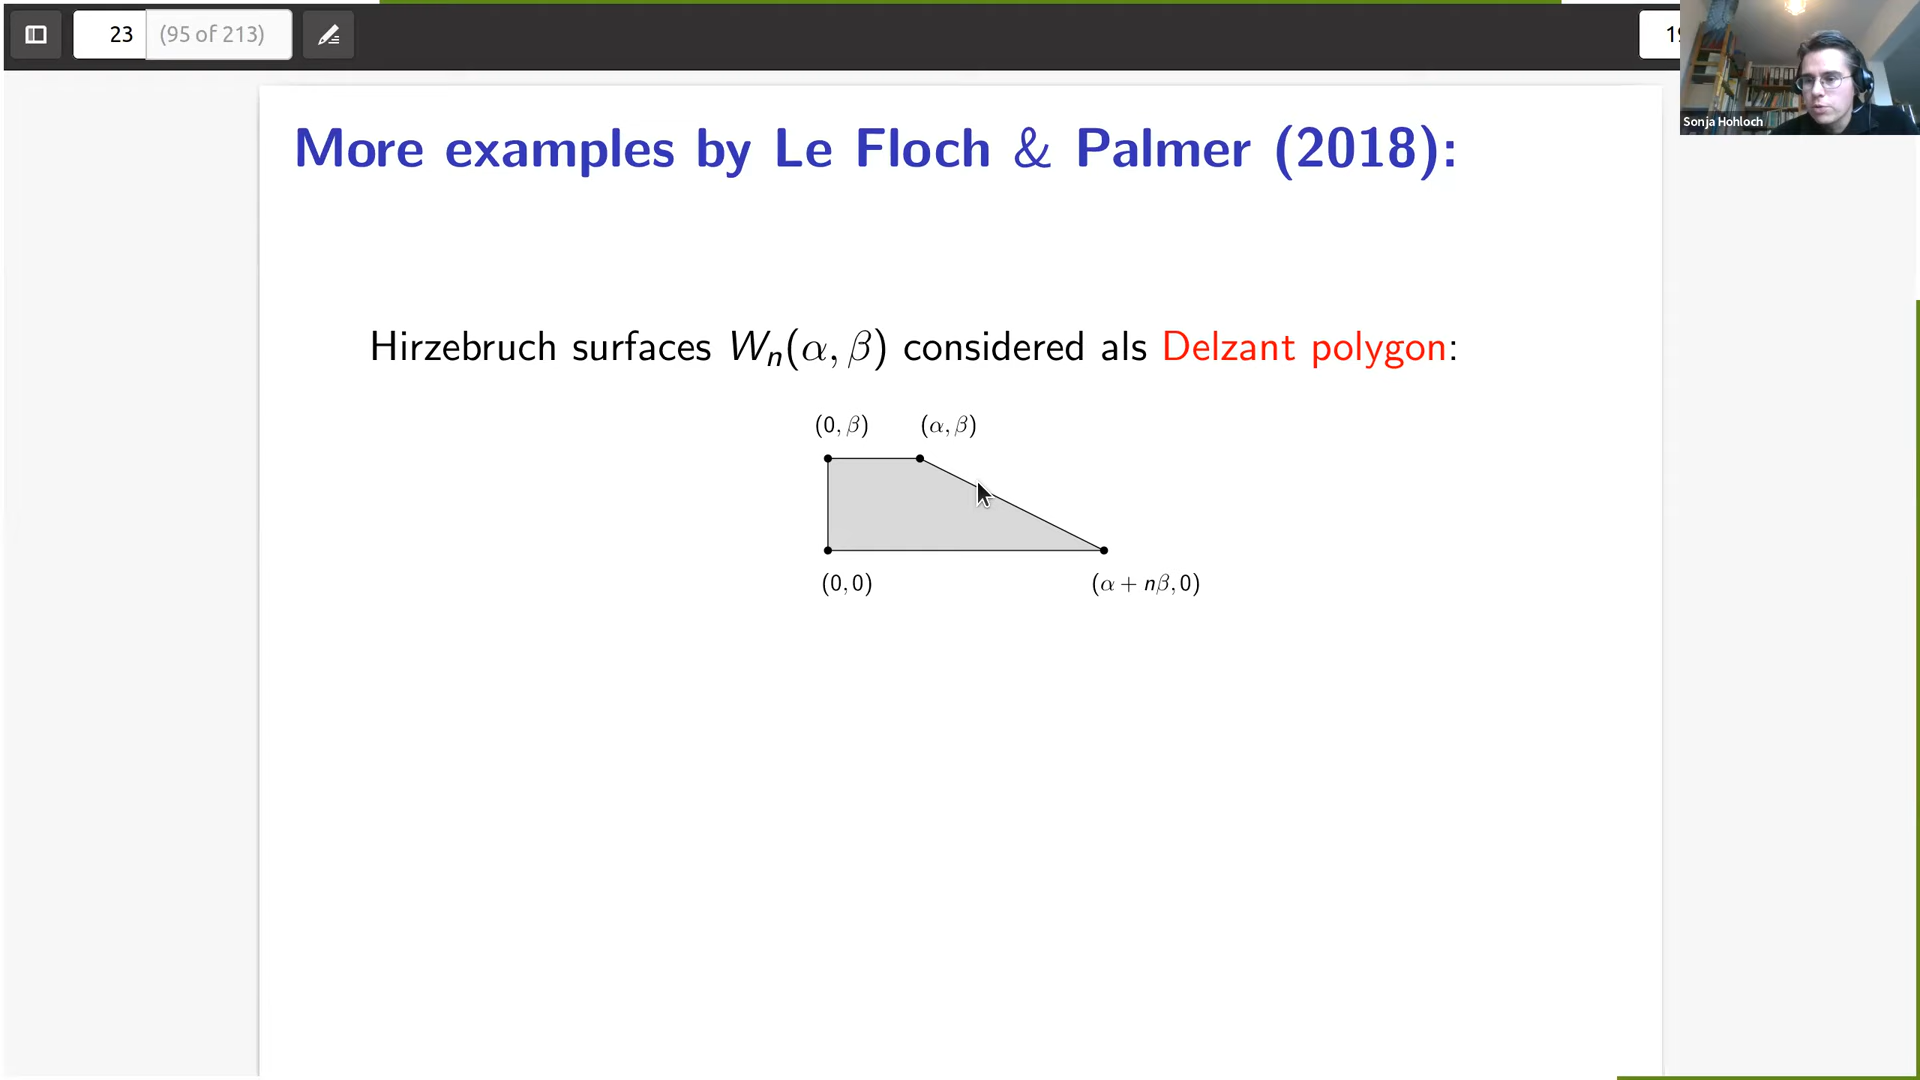 23 (95 of 213)
Sonja Hohloch
More examples by Le Floch & Palmer (2018):
Hirzebruch surfaces Wₙ(α, β) considered als Delzant polygon:
(0, β) (α, β)
(0, 0) (α + nβ, 0)